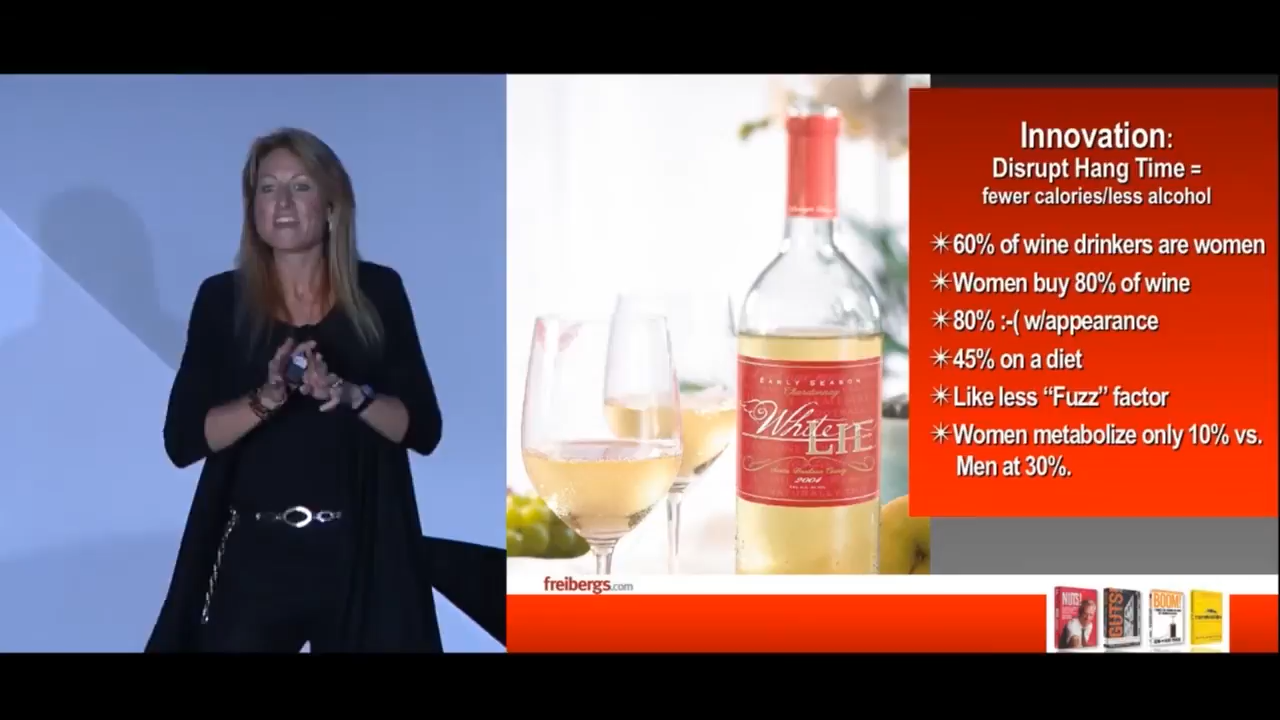 Innovation:
Disrupt Hang Time =
fewer calories/less alcohol
✴60% of wine drinkers are women
✴Women buy 80% of wine
✴80% :-( w/appearance
✴45% on a diet
✴Like less “Fuzz” factor
✴Women metabolize only 10% vs.
Men at 30%.
EARLY SEASON
Chardonnay
White LIE
2004
freibergs.com
NUTS!
GUTS!
BOOM!